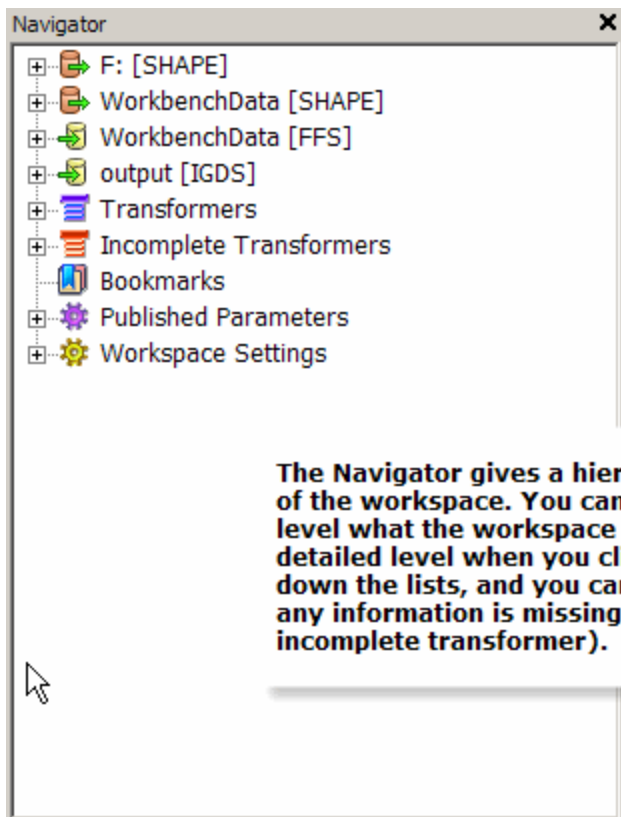 Navigator
F: [SHAPE]
WorkbenchData [SHAPE]
WorkbenchData [FFS]
output [IGDS]
Transformers
Incomplete Transformers
Bookmarks
Published Parameters
Workspace Settings
The Navigator gives a hier
of the workspace. You can
level what the workspace
detailed level when you cl
down the lists, and you ca
any information is missing
incomplete transformer).